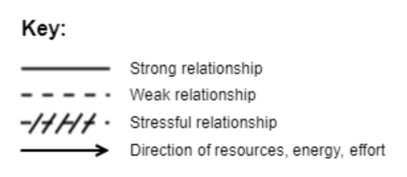 Key:
Strong relationship
Weak relationship
Stressful relationship
Direction of resources, energy, effort